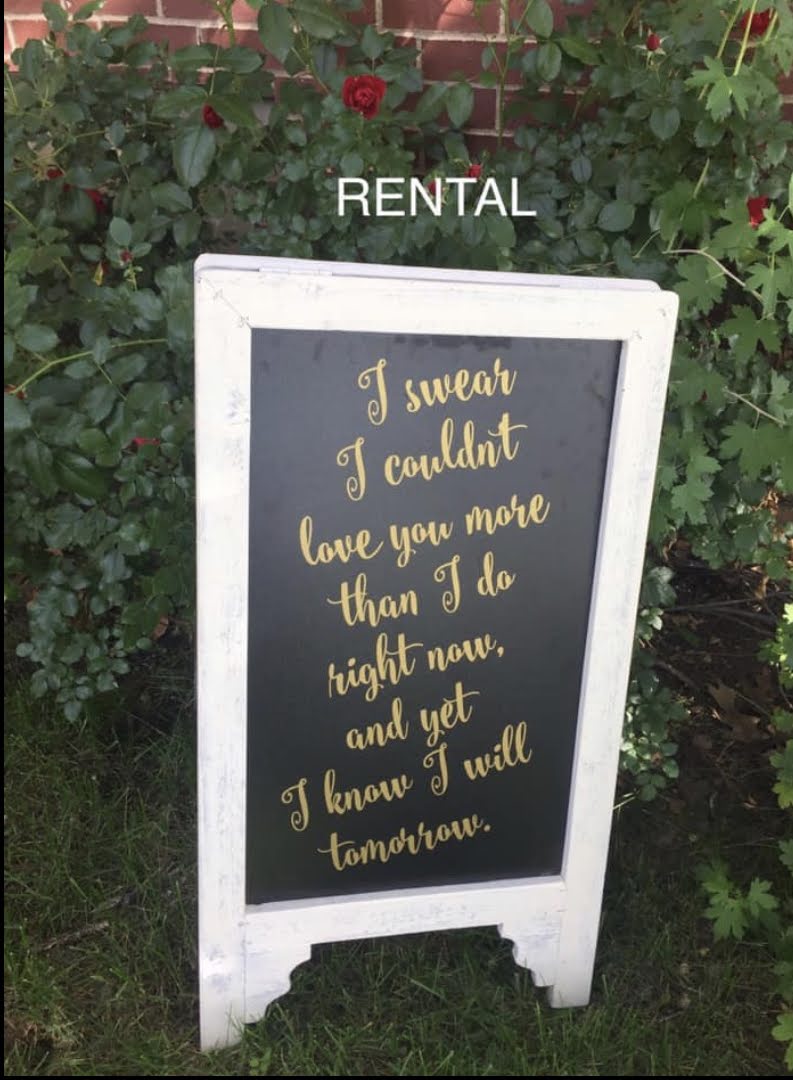 RENTAL
I swear
I couldn't
love you more
than I do
right now,
and yet
I know I will
tomorrow.